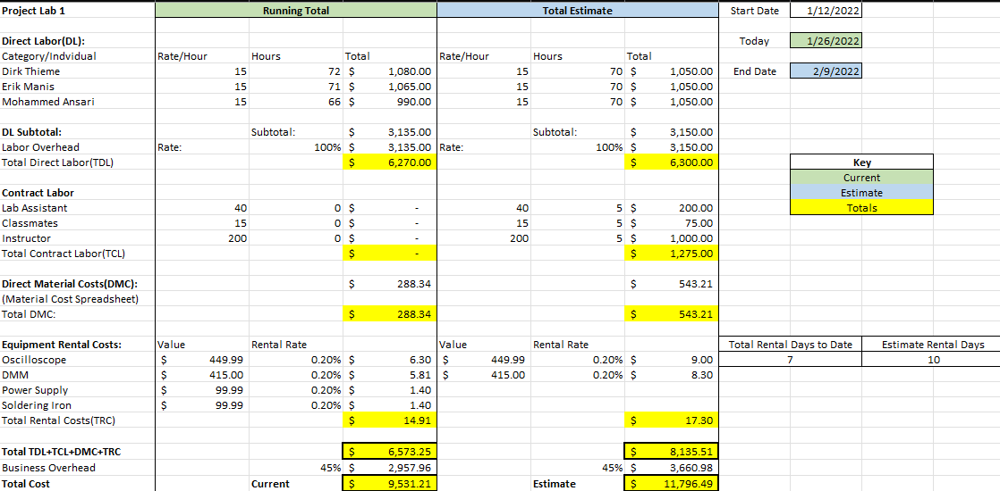 Project Lab 1 Running Total Total Estimate Start Date 1/12/2022
Direct Labor(DL): Today 1/26/2022
Category/Indvidual Rate/Hour Hours Total Rate/Hour Hours Total
Dirk Thieme 15 72 $ 1,080.00 15 70 $ 1,050.00 End Date 2/9/2022
Erik Manis 15 71 $ 1,065.00 15 70 $ 1,050.00
Mohammed Ansari 15 66 $ 990.00 15 70 $ 1,050.00
DL Subtotal: Subtotal: $ 3,135.00 Subtotal: $ 3,150.00
Labor Overhead Rate: 100% $ 3,135.00 Rate: 100% $ 3,150.00
Total Direct Labor(TDL) $ 6,270.00 $ 6,300.00 Key
Current
Contract Labor Estimate
Lab Assistant 40 0 $ - 40 5 $ 200.00 Totals
Classmates 15 0 $ - 15 5 $ 75.00
Instructor 200 0 $ - 200 5 $ 1,000.00
Total Contract Labor(TCL) $ - $ 1,275.00
Direct Material Costs(DMC): $ 288.34 $ 543.21
(Material Cost Spreadsheet)
Total DMC: $ 288.34 $ 543.21
Equipment Rental Costs: Value Rental Rate Value Rental Rate Total Rental Days to Date Estimate Rental Days
Oscilloscope $ 449.99 0.20% $ 6.30 $ 449.99 0.20% $ 9.00 7 10
DMM $ 415.00 0.20% $ 5.81 $ 415.00 0.20% $ 8.30
Power Supply $ 99.99 0.20% $ 1.40
Soldering Iron $ 99.99 0.20% $ 1.40
Total Rental Costs(TRC) $ 14.91 $ 17.30
Total TDL+TCL+DMC+TRC $ 6,573.25 $ 8,135.51
Business Overhead 45% $ 2,957.96 45% $ 3,660.98
Total Cost Current $ 9,531.21 Estimate $ 11,796.49